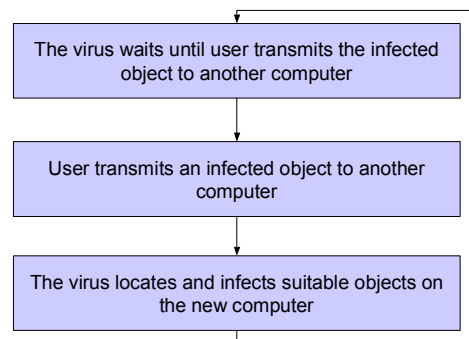 The virus waits until user transmits the infected
object to another computer
User transmits an infected object to another
computer
The virus locates and infects suitable objects on
the new computer